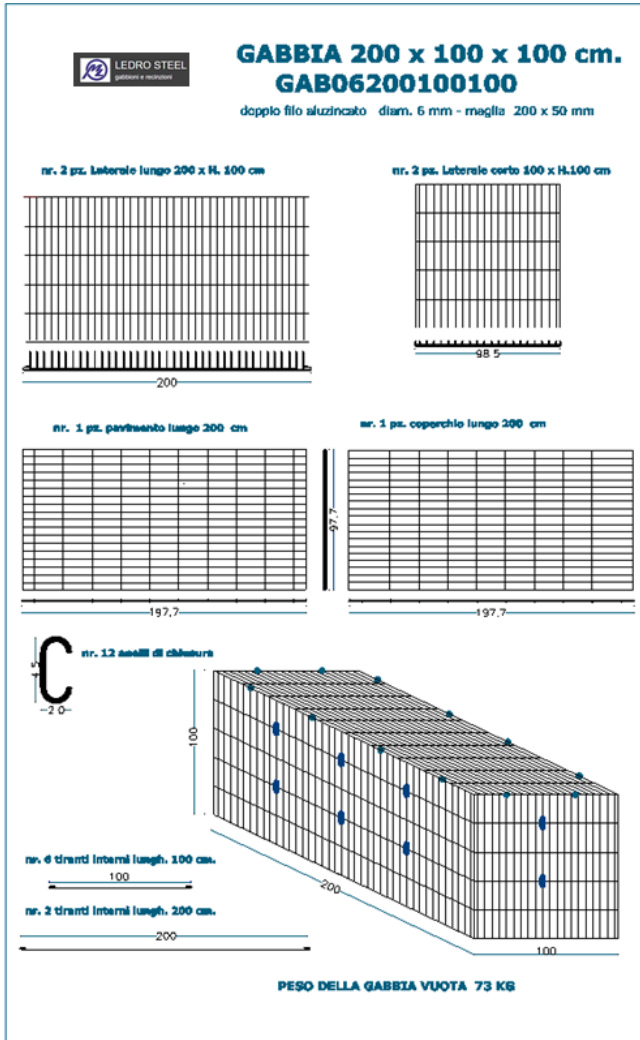 LEDRO STEEL
gabbioni e recinzioni
GABBIA 200 x 100 x 100 cm.
GAB06200100100
doppio filo aluzincato diam. 6 mm - maglia 200 x 50 mm
nr. 2 pz. Laterale lungo 200 x H. 100 cm
nr. 2 pz. Laterale corto 100 x H.100 cm
200
98.5
nr. 1 pz. pavimento lungo 200 cm
nr. 1 pz. coperchio lungo 200 cm
97.7
197.7
197.7
nr. 12 anelli di chiusura
4.5
2.0
100
200
100
nr. 6 tiranti interni lungh. 100 cm.
100
nr. 2 tiranti interni lungh. 200 cm.
200
PESO DELLA GABBIA VUOTA 73 KG